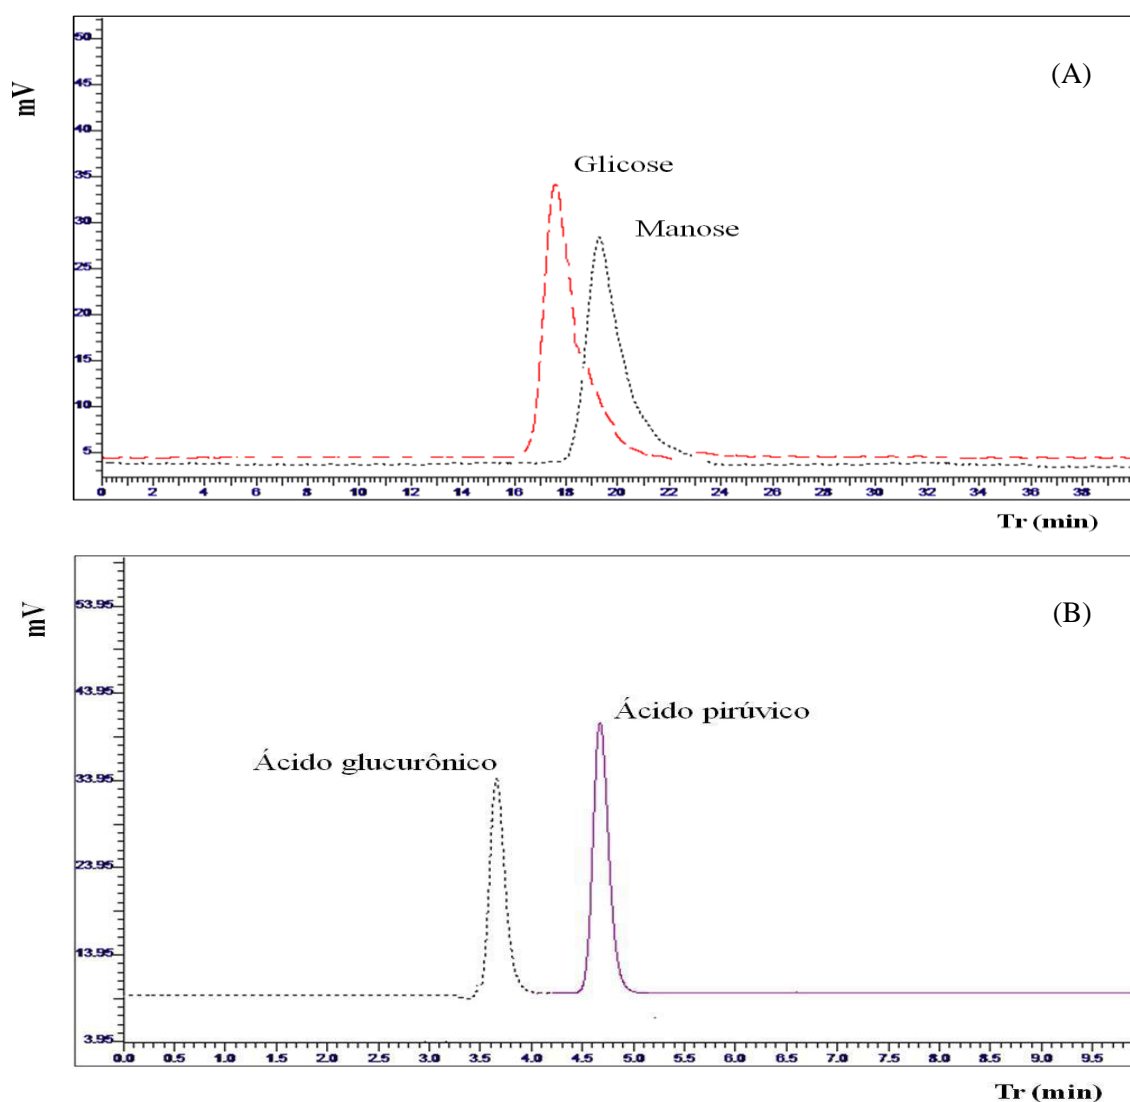 (A)
mV
50
45
40
35
30
25
20
15
10
5
Glicose
Manose
0 2 4 6 8 10 12 14 16 18 20 22 24 26 28 30 32 34 36 38
Tr (min)
(B)
mV
53.95
43.95
33.95
23.95
13.95
3.95
Ácido pirúvico
Ácido glucurônico
0.0 0.5 1.0 1.5 2.0 2.5 3.0 3.5 4.0 4.5 5.0 5.5 6.0 6.5 7.0 7.5 8.0 8.5 9.0 9.5
Tr (min)